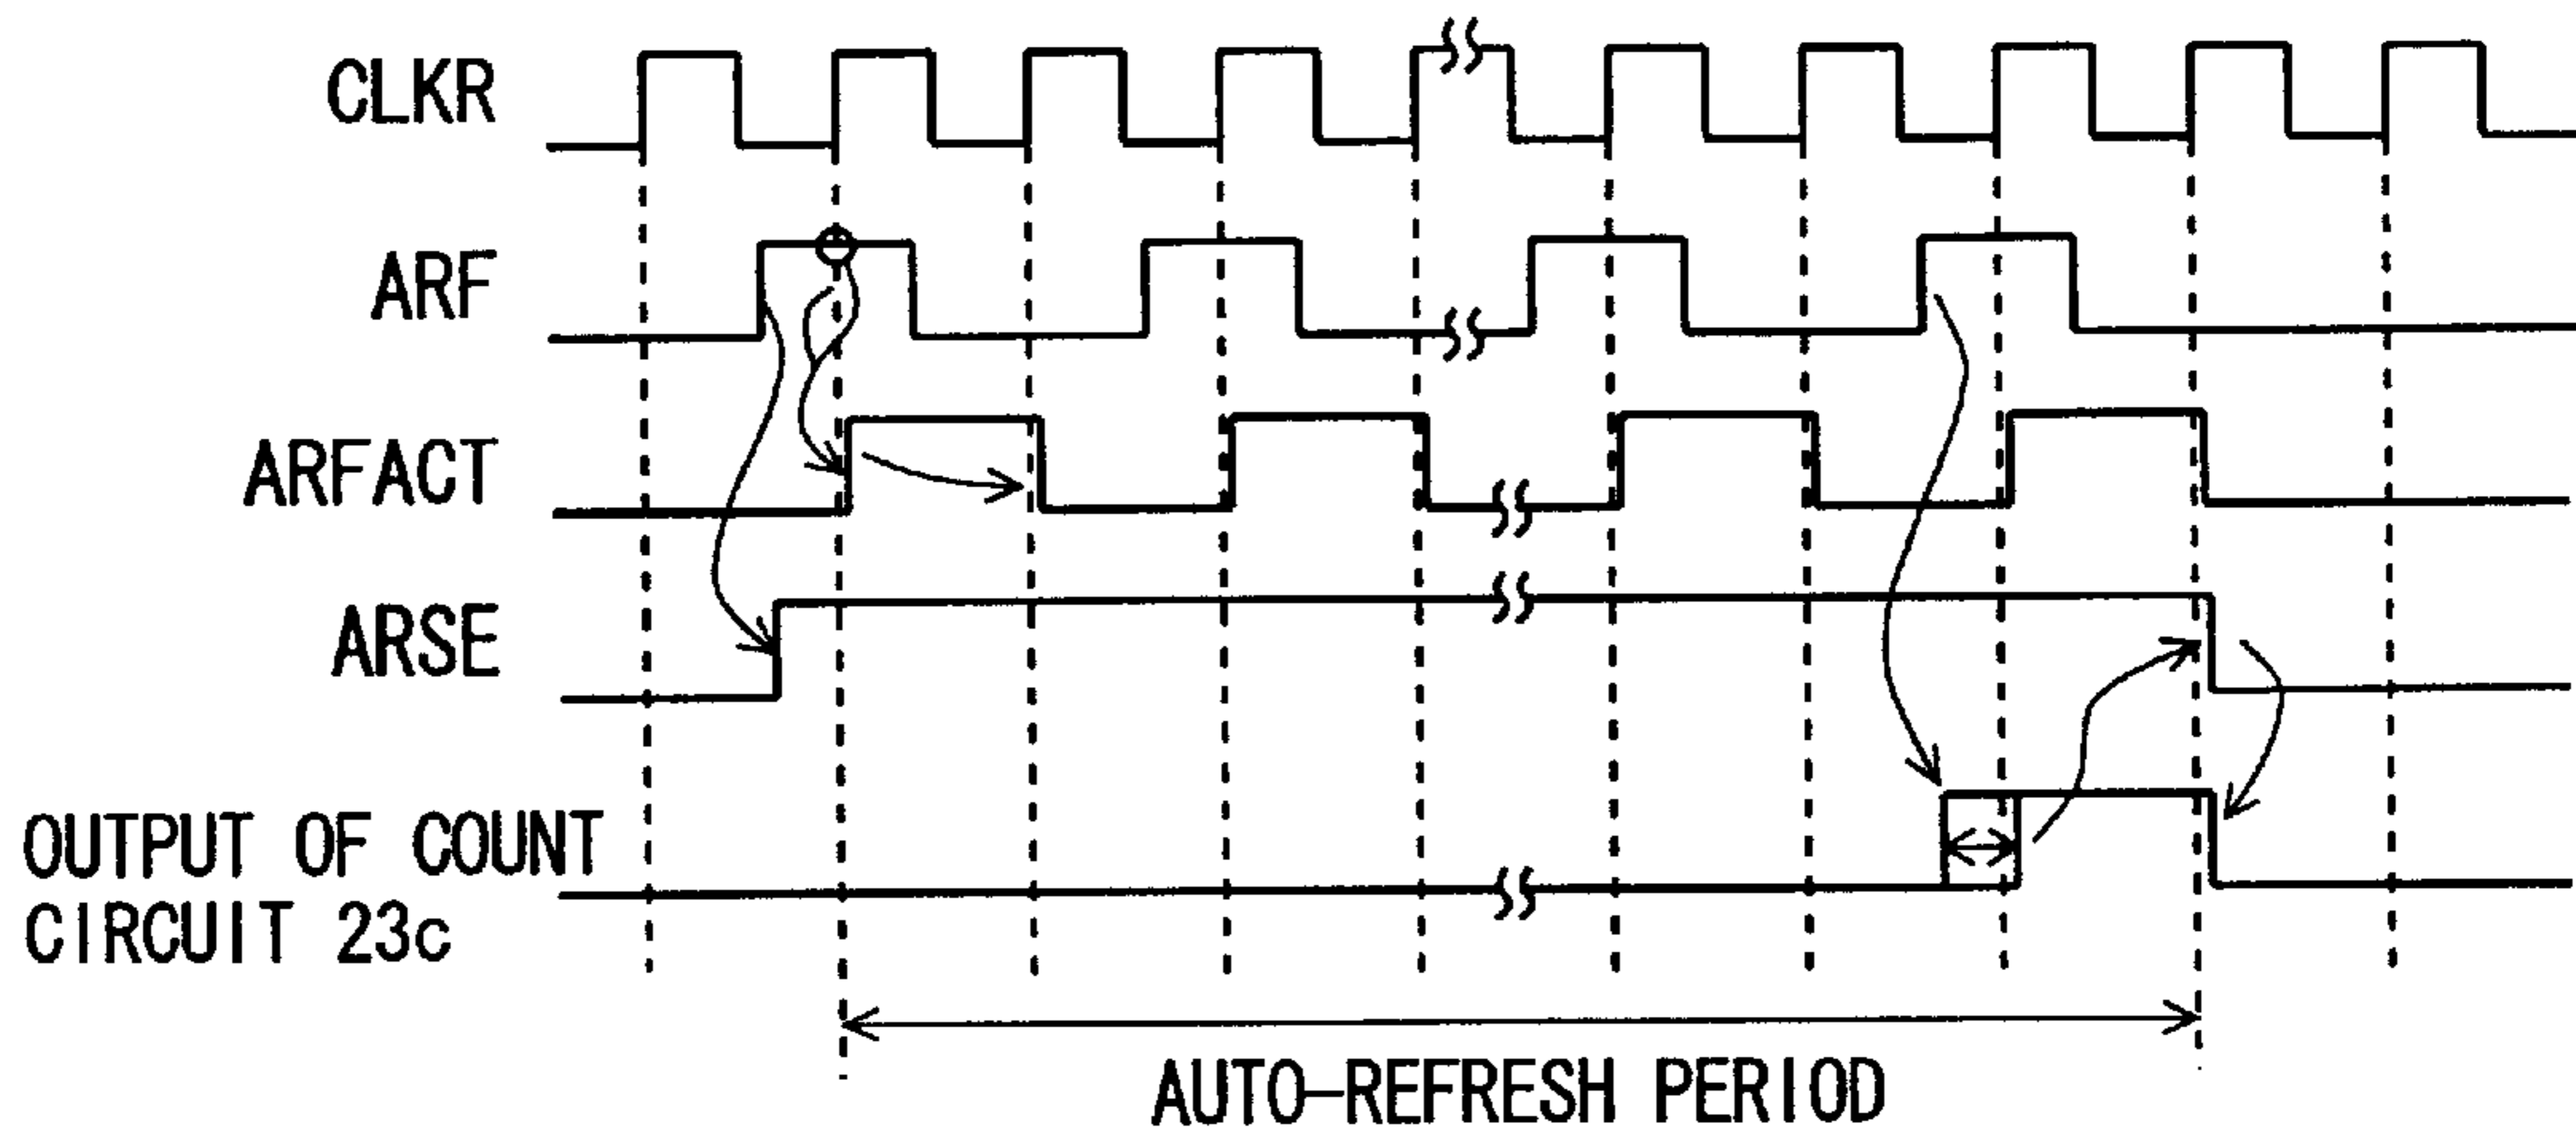 CLKR
ARF
ARFACT
ARSE
OUTPUT OF COUNT
CIRCUIT 23c
AUTO-REFRESH PERIOD